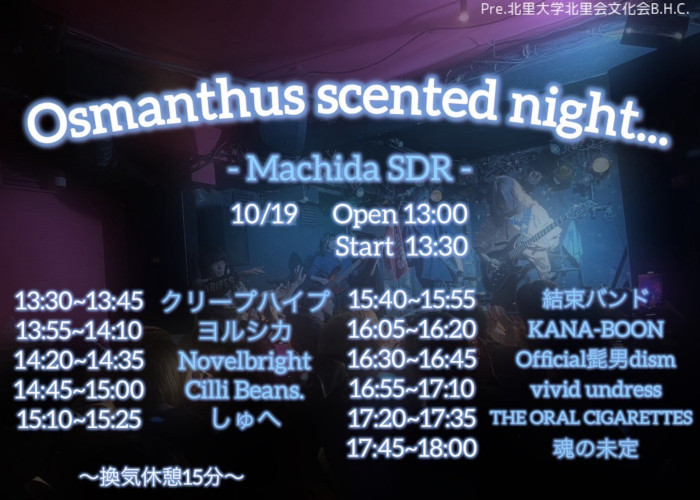 Pre.北里大学北里会文化会B.H.C.
Osmanthus scented night...
- Machida SDR -
10/19 Open 13:00
Start 13:30
13:30~13:45 クリープハイプ
13:55~14:10 ヨルシカ
14:20~14:35 Novelbright
14:45~15:00 Cilli Beans.
15:10~15:25 しゅへ
〜換気休憩15分〜
15:40~15:55 結束バンド
16:05~16:20 KANA-BOON
16:30~16:45 Official髭男dism
16:55~17:10 vivid undress
17:20~17:35 THE ORAL CIGARETTES
17:45~18:00 魂の未定